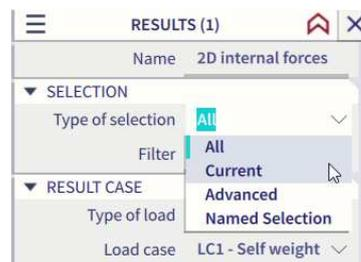 RESULTS (1)
Name 2D internal forces
SELECTION
Type of selection All
Filter All
Current
RESULT CASE Advanced
Type of load Named Selection
Load case LC1 - Self weight